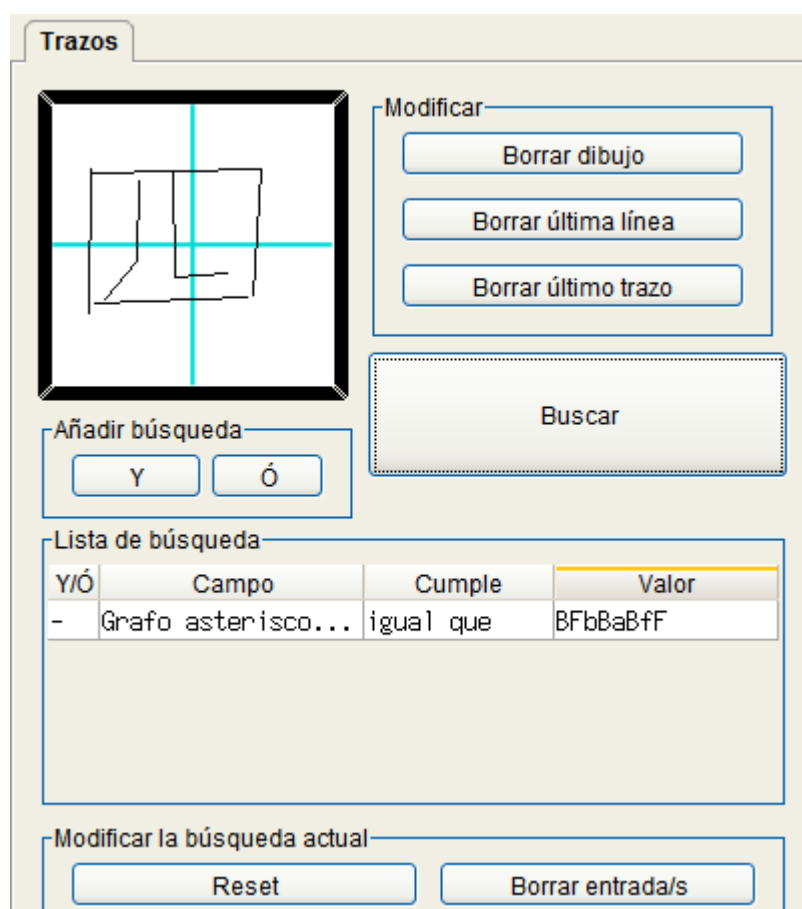 Trazos
Modificar
Borrar dibujo
Borrar última línea
Borrar último trazo
Buscar
Añadir búsqueda
Y Ó
Lista de búsqueda
Y/Ó Campo Cumple Valor
- Grafo asterisco... igual que BFbBaBfF
Modificar la búsqueda actual
Reset Borrar entrada/s